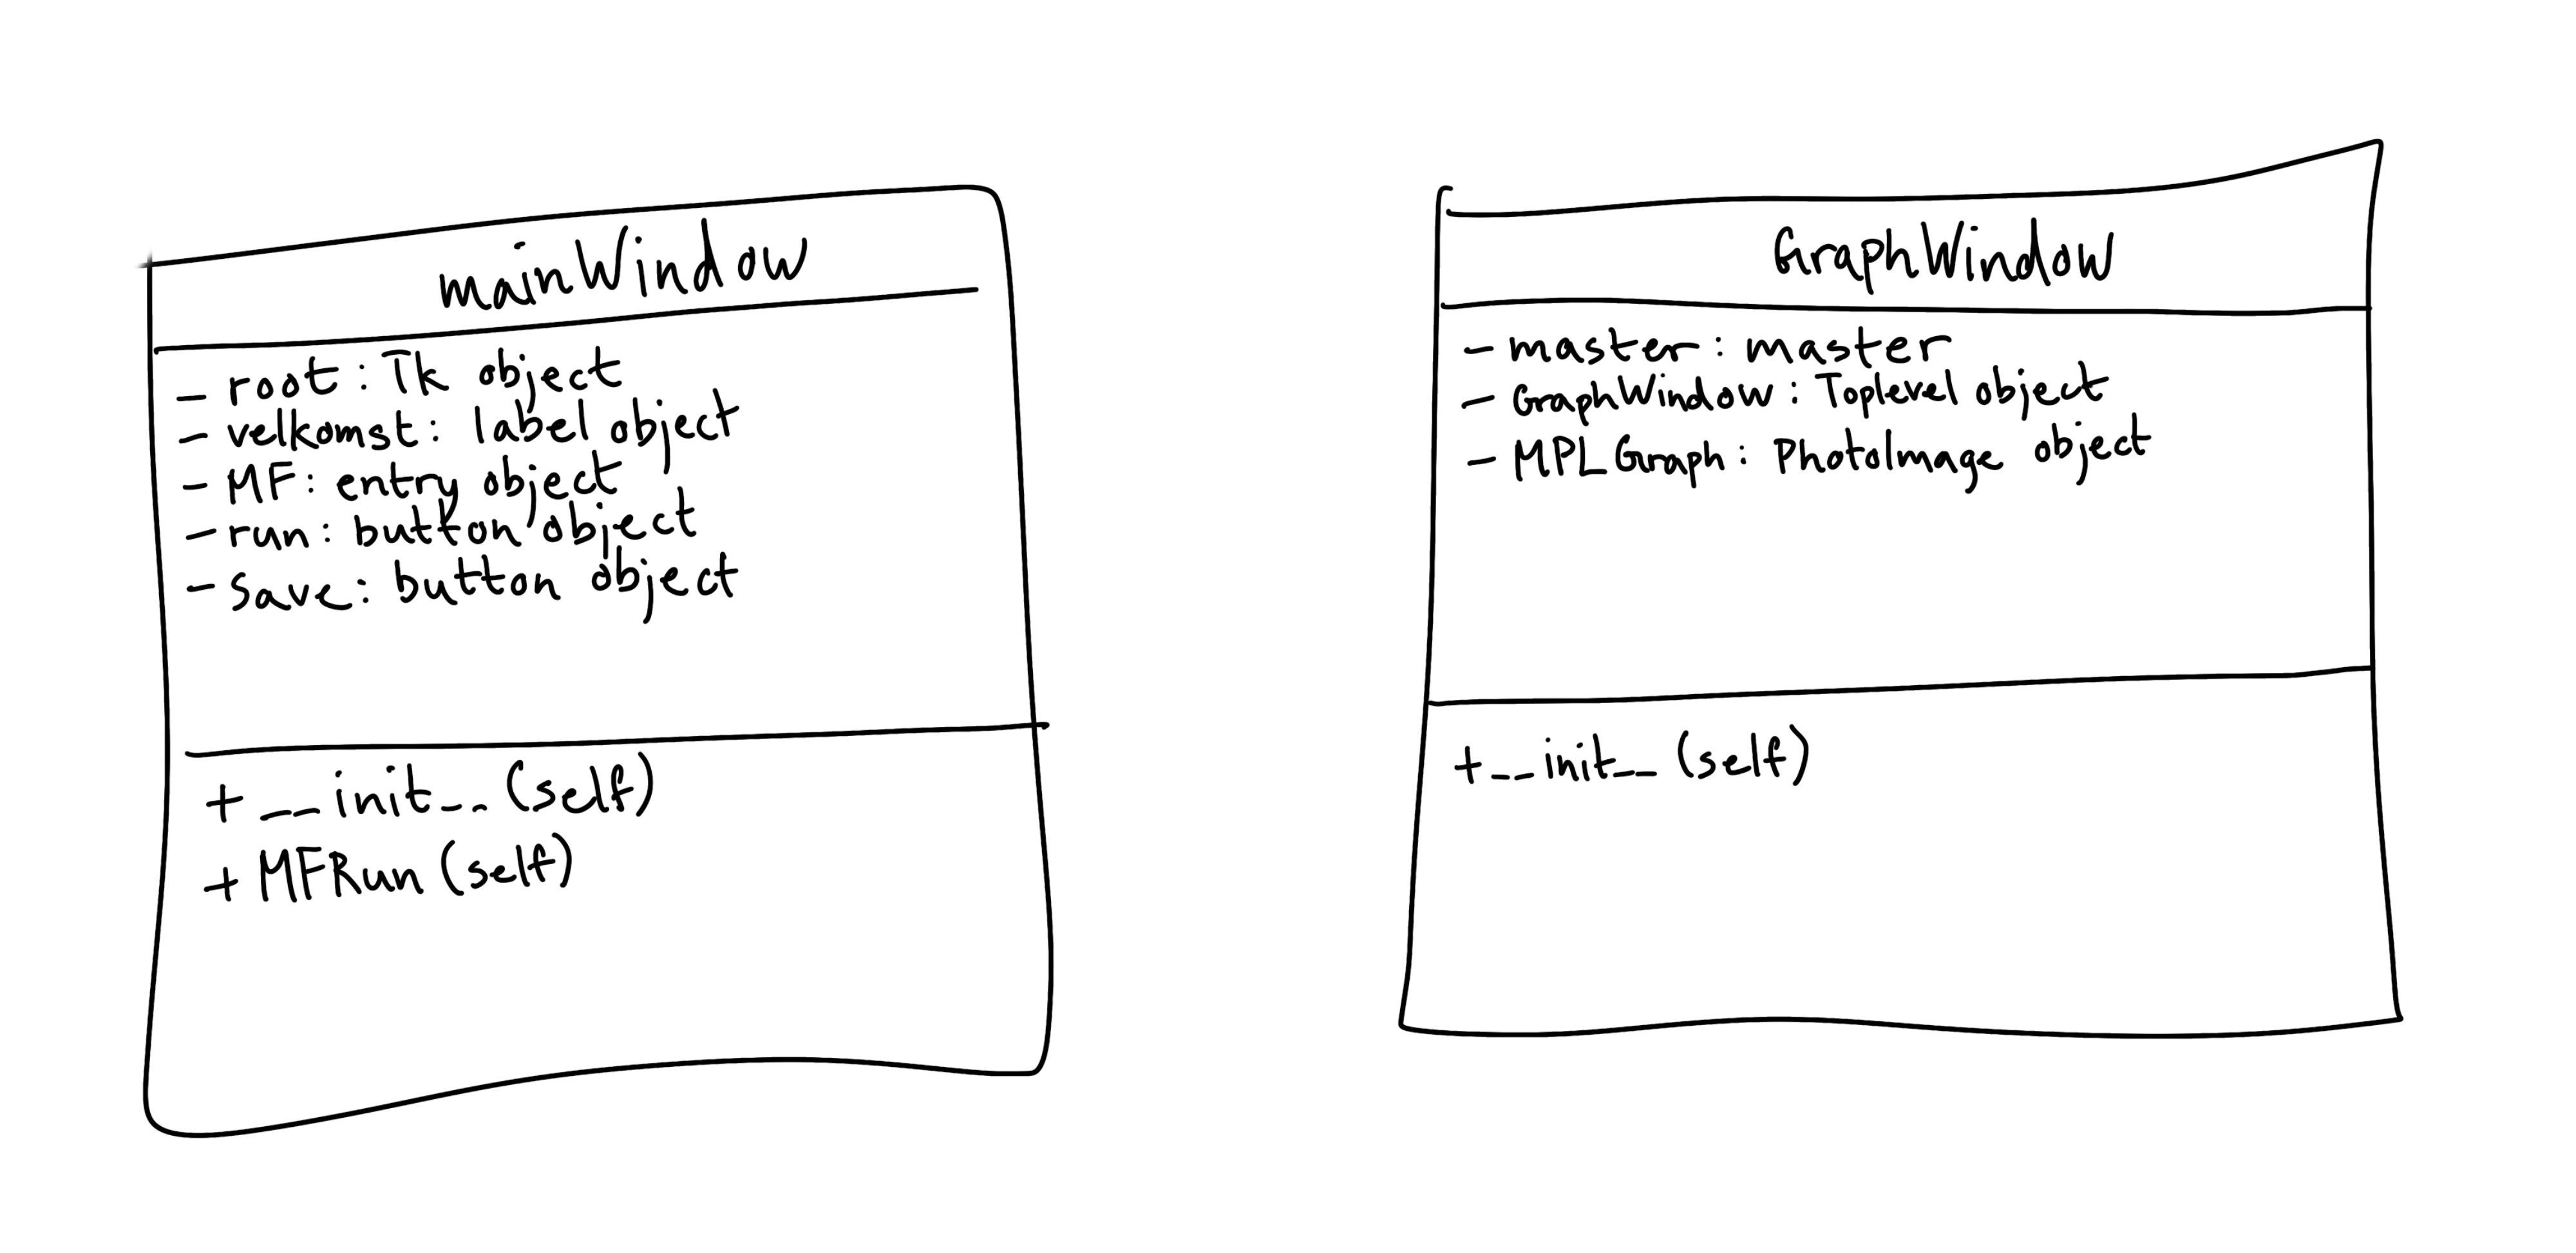 mainWindow
- root: Tk object
- velkomst: label object
- MF: entry object
- run: button object
- save: button object
+ __init__(self)
+ MFRun(self)
GraphWindow
- master: master
- GraphWindow: Toplevel object
- MPLGraph: PhotoImage object
+ __init__(self)